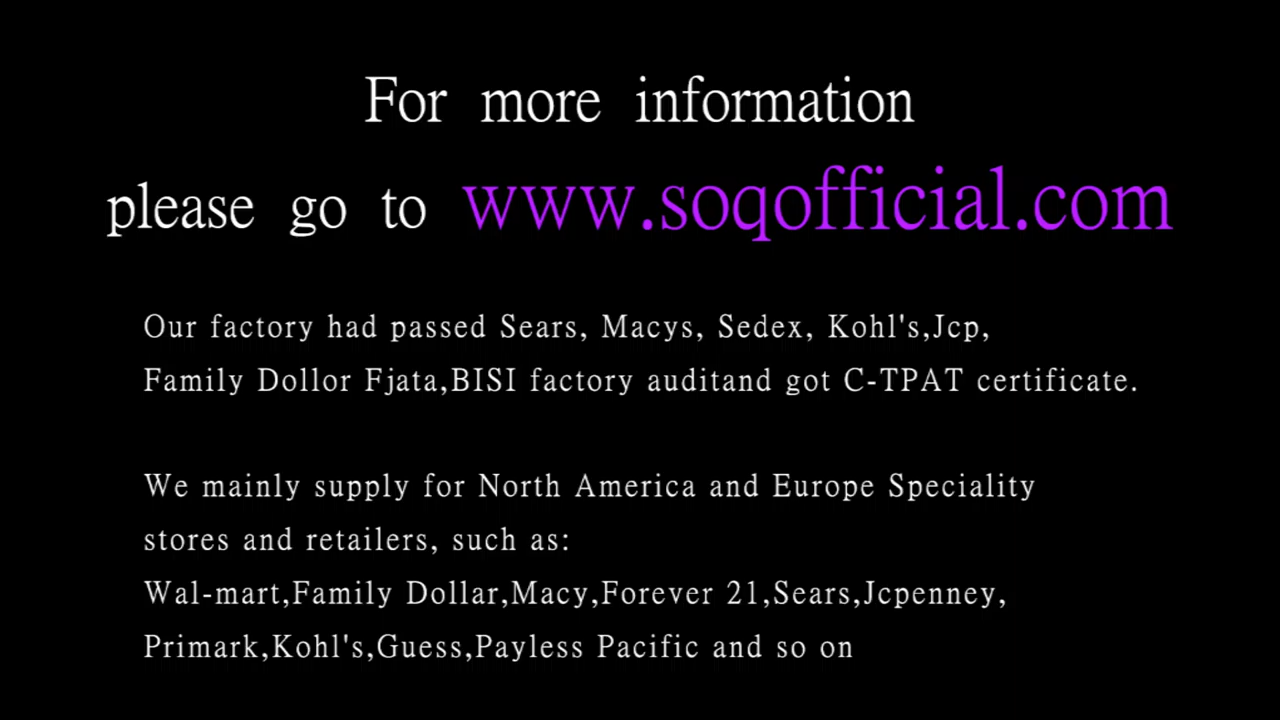 For more information
please go to www.soqofficial.com
Our factory had passed Sears, Macys, Sedex, Kohl's,Jcp,
Family Dollor Fjata,BISI factory auditand got C-TPAT certificate.
We mainly supply for North America and Europe Speciality
stores and retailers, such as:
Wal-mart,Family Dollar,Macy,Forever 21,Sears,Jcpenney,
Primark,Kohl's,Guess,Payless Pacific and so on